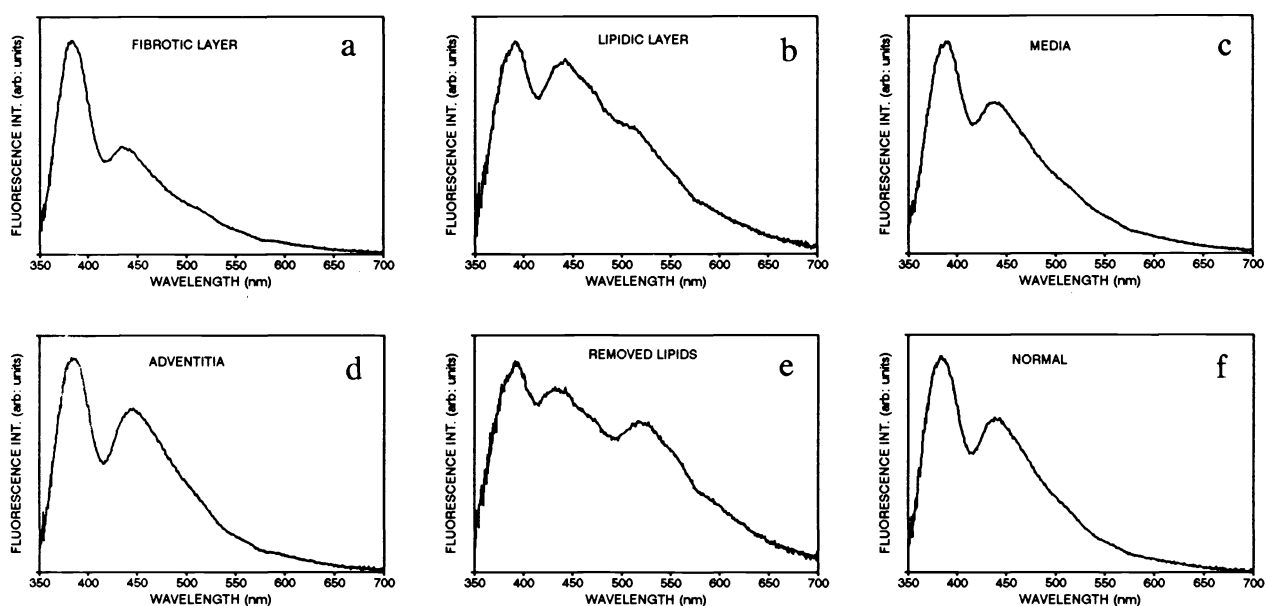 FIBROTIC LAYER
a
FLUORESCENCE INT. (arb: units)
350 400 450 500 550 600 650 700
WAVELENGTH (nm)
LIPIDIC LAYER
b
FLUORESCENCE INT. (arb: units)
350 400 450 500 550 600 650 700
WAVELENGTH (nm)
MEDIA
c
FLUORESCENCE INT. (arb: units)
350 400 450 500 550 600 650 700
WAVELENGTH (nm)
ADVENTITIA
d
FLUORESCENCE INT. (arb: units)
350 400 450 500 550 600 650 700
WAVELENGTH (nm)
REMOVED LIPIDS
e
FLUORESCENCE INT. (arb: units)
350 400 450 500 550 600 650 700
WAVELENGTH (nm)
NORMAL
f
FLUORESCENCE INT. (arb: units)
350 400 450 500 550 600 650 700
WAVELENGTH (nm)